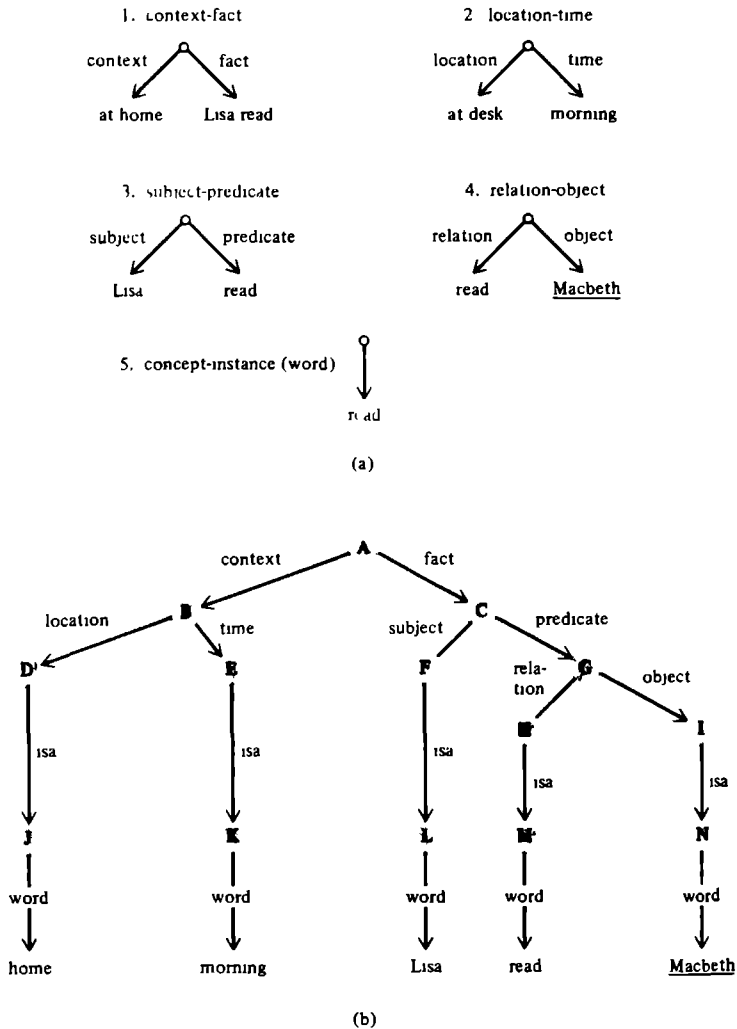 1. context-fact
2 location-time
context
fact
location
time
at home
Lisa read
at desk
morning
3. subject-predicate
4. relation-object
subject
predicate
relation
object
Lisa
read
read
Macbeth
5. concept-instance (word)
read
(a)
A
context
fact
B
C
location
time
subject
predicate
D
E
F
rela-
tion
G
object
H
I
isa
isa
isa
isa
isa
J
K
L
M
N
word
word
word
word
word
home
morning
Lisa
read
Macbeth
(b)